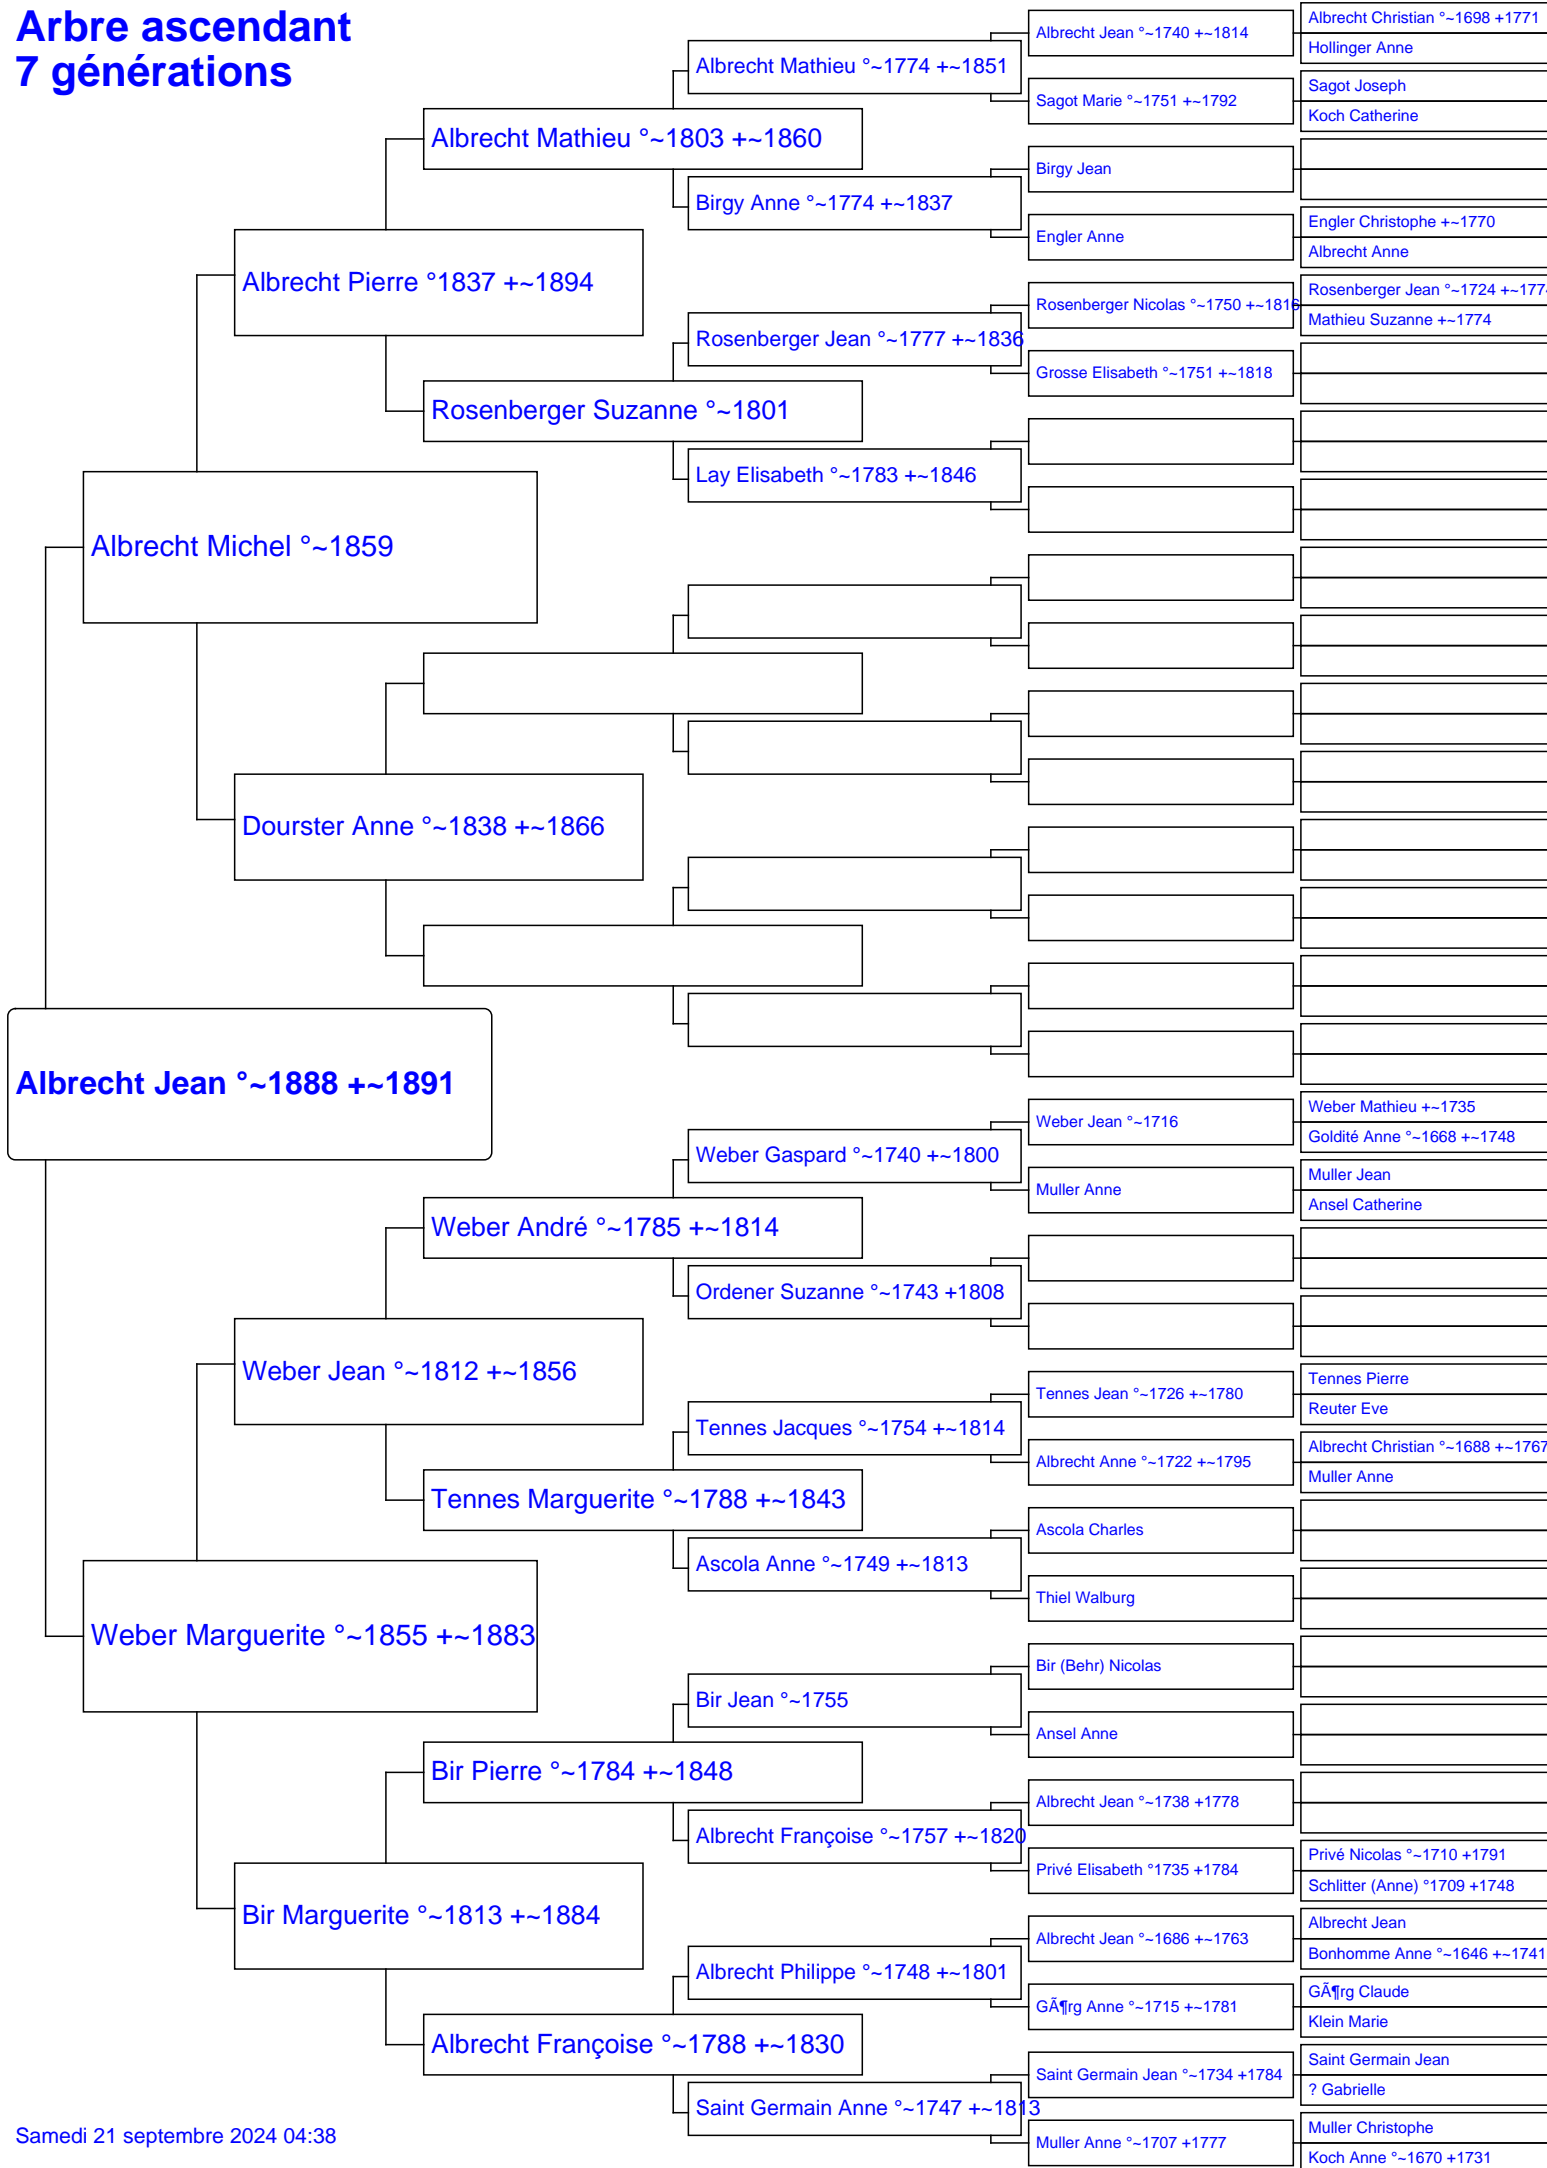 Arbre ascendant
7 générations
Albrecht Jean °~1888 +~1891
Albrecht Michel °~1859
Weber Marguerite °~1855 +~1883
Albrecht Pierre °1837 +~1894
Dourster Anne °~1838 +~1866
Weber Jean °~1812 +~1856
Bir Marguerite °~1813 +~1884
Albrecht Mathieu °~1803 +~1860
Rosenberger Suzanne °~1801
Weber André °~1785 +~1814
Tennes Marguerite °~1788 +~1843
Bir Pierre °~1784 +~1848
Albrecht Françoise °~1788 +~1830
Albrecht Mathieu °~1774 +~1851
Birgy Anne °~1774 +~1837
Rosenberger Jean °~1777 +~1836
Lay Elisabeth °~1783 +~1846
Weber Gaspard °~1740 +~1800
Ordener Suzanne °~1743 +1808
Tennes Jacques °~1754 +~1814
Ascola Anne °~1749 +~1813
Bir Jean °~1755
Albrecht Françoise °~1757 +~1820
Albrecht Philippe °~1748 +~1801
Saint Germain Anne °~1747 +~1813
Albrecht Jean °~1740 +~1814
Sagot Marie °~1751 +~1792
Birgy Jean
Engler Anne
Rosenberger Nicolas °~1750 +~1816
Grosse Elisabeth °~1751 +~1818
Weber Jean °~1716
Muller Anne
Tennes Jean °~1726 +~1780
Albrecht Anne °~1722 +~1795
Ascola Charles
Thiel Walburg
Bir (Behr) Nicolas
Ansel Anne
Albrecht Jean °~1738 +1778
Privé Elisabeth °1735 +1784
Albrecht Jean °~1686 +~1763
GÃ¶rg Anne °~1715 +~1781
Saint Germain Jean °~1734 +1784
Muller Anne °~1707 +1777
Albrecht Christian °~1698 +1771
Hollinger Anne
Sagot Joseph
Koch Catherine
Engler Christophe +~1770
Albrecht Anne
Rosenberger Jean °~1724 +~1774
Mathieu Suzanne +~1774
Weber Mathieu +~1735
Goldité Anne °~1668 +~1748
Muller Jean
Ansel Catherine
Tennes Pierre
Reuter Eve
Albrecht Christian °~1688 +~1767
Muller Anne
Privé Nicolas °~1710 +1791
Schlitter (Anne) °1709 +1748
Albrecht Jean
Bonhomme Anne °~1646 +~1741
GÃ¶rg Claude
Klein Marie
Saint Germain Jean
? Gabrielle
Muller Christophe
Koch Anne °~1670 +1731
Samedi 21 septembre 2024 04:38